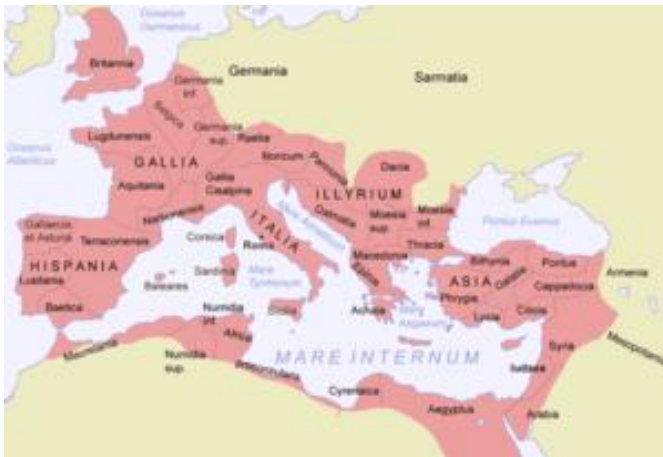 Oceanus
Germanicus
Britannia
Germania
Sarmatia
Germania
inf.
Belgica
Oceanus
Atlanticus
Lugdunensis
Germania
sup.
Raetia
GALLIA
Noricum
Pannonia
Dacia
Aquitania
Gallia
Cisalpina
ILLYRIUM
Dalmatia
Moesia
sup.
Moesia
inf.
Pontus Euxinus
Narbonensis
ITALIA
Mare Adriaticum
Gallaecia
et Asturia
Tarraconensis
Corsica
Roma
Thracia
Macedonia
Epirus
Bithynia
Pontus
Armenia
HISPANIA
Lusitania
Sardinia
Mare
Tyrrhenum
ASIA
Galatia
Cappadocia
Phrygia
Baleares
Baetica
Sicilia
Achaia
Mare
Aegaeum
Lysia
Cilicia
Numidia
inf.
Africa
Mauretania
Numidia
sup.
Proconsularis
MARE INTERNUM
Syria
Mesopotamia
Iudaea
Cyrenaica
Aegyptus
Arabia